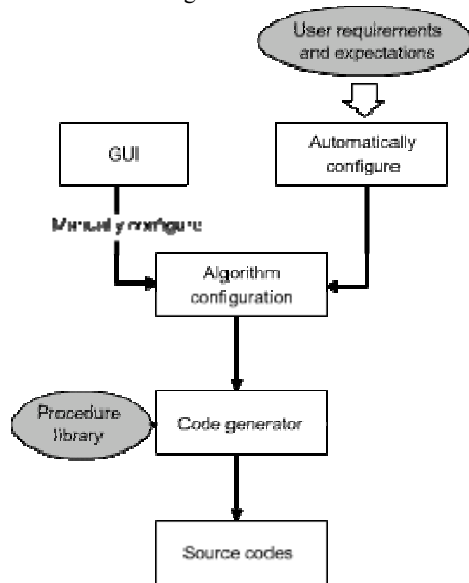 User requirements
and expectations
GUI
Automatically
configure
Manually configure
Algorithm
configuration
Procedure
library
Code generator
Source codes